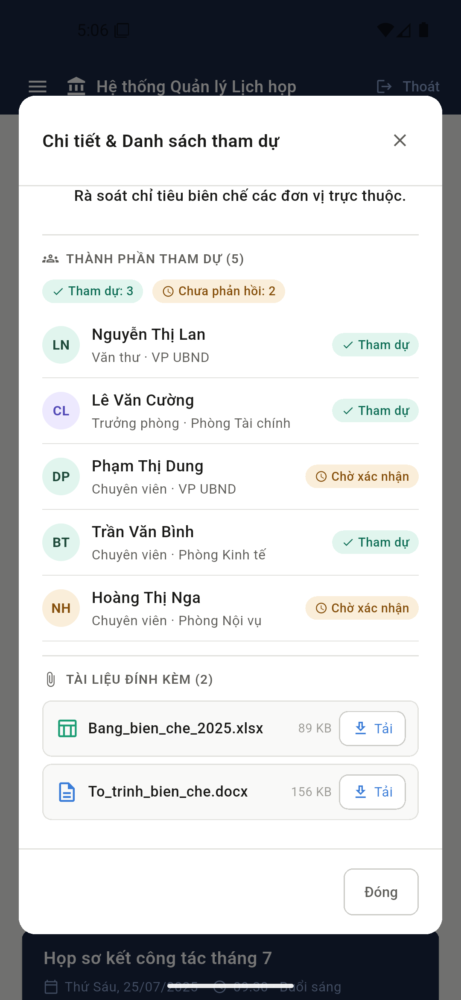 5:06
Hệ thống Quản lý Lịch họp
Thoát
Chi tiết & Danh sách tham dự
Rà soát chỉ tiêu biên chế các đơn vị trực thuộc.
THÀNH PHẦN THAM DỰ (5)
Tham dự: 3
Chưa phản hồi: 2
LN
Nguyễn Thị Lan
Văn thư · VP UBND
Tham dự
CL
Lê Văn Cường
Trưởng phòng · Phòng Tài chính
Tham dự
DP
Phạm Thị Dung
Chuyên viên · VP UBND
Chờ xác nhận
BT
Trần Văn Bình
Chuyên viên · Phòng Kinh tế
Tham dự
NH
Hoàng Thị Nga
Chuyên viên · Phòng Nội vụ
Chờ xác nhận
TÀI LIỆU ĐÍNH KÈM (2)
Bang_bien_che_2025.xlsx
89 KB
Tải
To_trinh_bien_che.docx
156 KB
Tải
Đóng
Họp sơ kết công tác tháng 7
Thứ Sáu, 25/07/2025
09:30 Buổi sáng